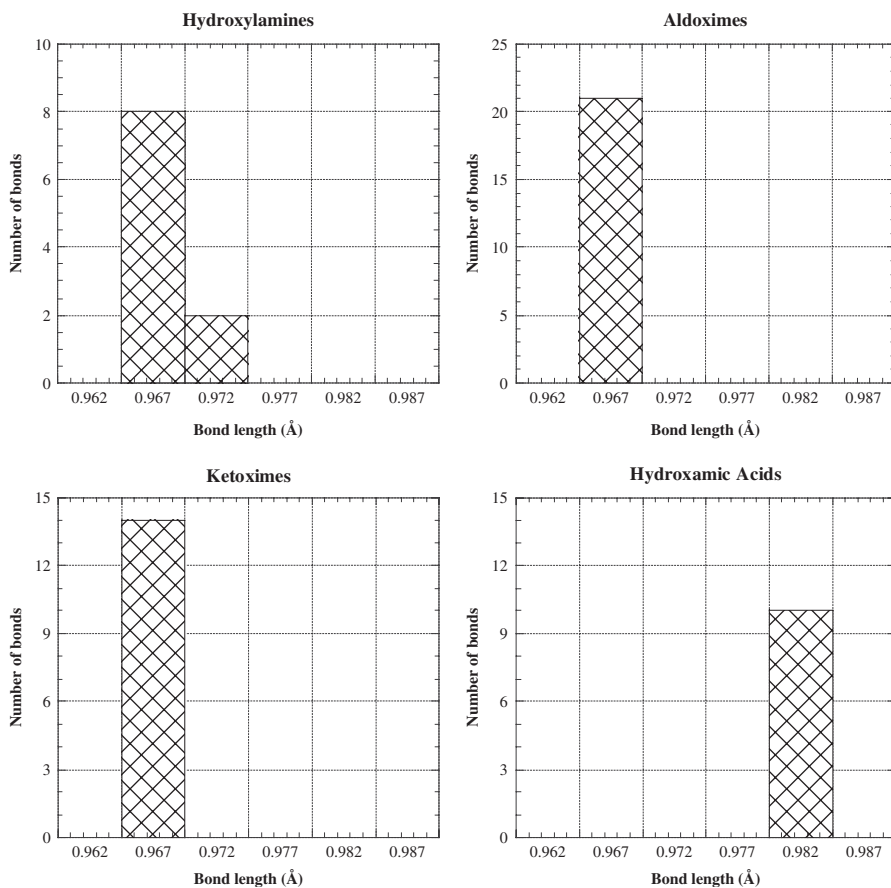 Hydroxylamines
10
8
6
4
2
0
Number of bonds
0.962 0.967 0.972 0.977 0.982 0.987
Bond length (Å)
Aldoximes
25
20
15
10
5
0
Number of bonds
0.962 0.967 0.972 0.977 0.982 0.987
Bond length (Å)
Ketoximes
15
12
9
6
3
0
Number of bonds
0.962 0.967 0.972 0.977 0.982 0.987
Bond length (Å)
Hydroxamic Acids
15
12
9
6
3
0
Number of bonds
0.962 0.967 0.972 0.977 0.982 0.987
Bond length (Å)